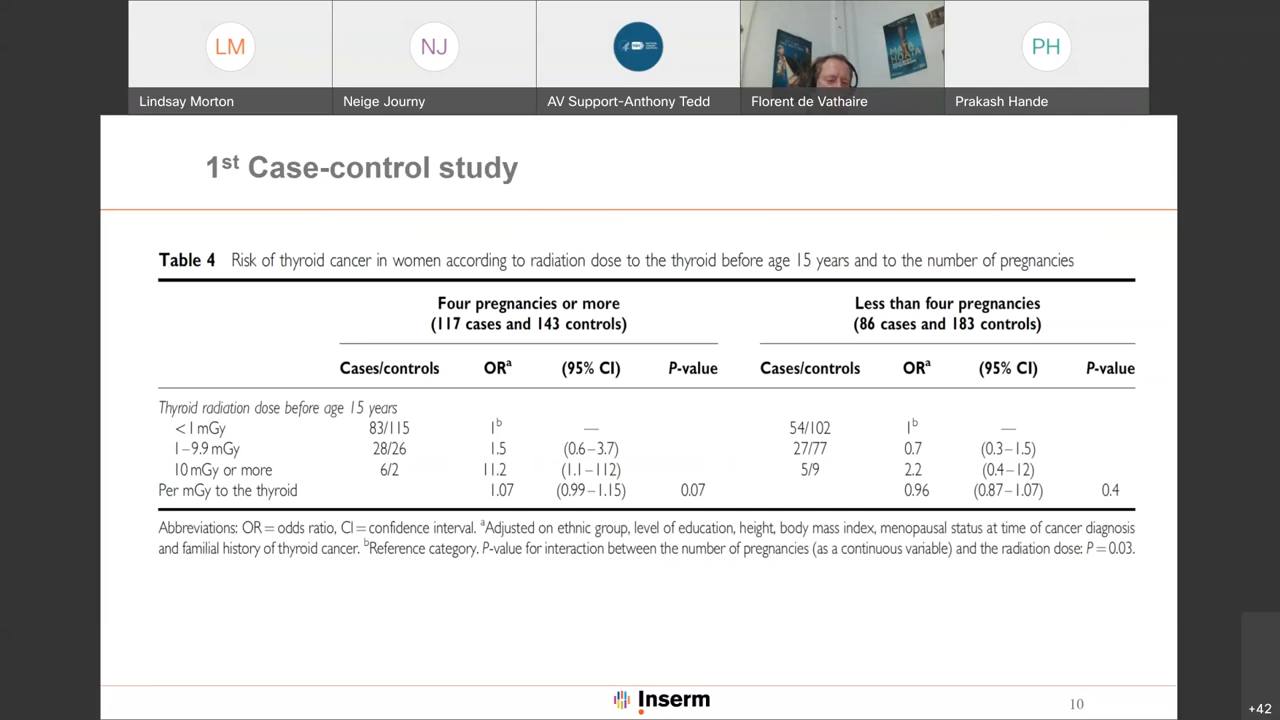 LM
NJ
PH
Lindsay Morton
Neige Journy
AV Support-Anthony Tedd
Florent de Vathaire
Prakash Hande
1st Case-control study
Table 4 Risk of thyroid cancer in women according to radiation dose to the thyroid before age 15 years and to the number of pregnancies
Four pregnancies or more Less than four pregnancies
(117 cases and 143 controls) (86 cases and 183 controls)
Cases/controls ORa (95% CI) P-value Cases/controls ORa (95% CI) P-value
Thyroid radiation dose before age 15 years
<1 mGy 83/115 1b — 54/102 1b —
1–9.9 mGy 28/26 1.5 (0.6–3.7) 27/77 0.7 (0.3–1.5)
10 mGy or more 6/2 11.2 (1.1–112) 5/9 2.2 (0.4–12)
Per mGy to the thyroid 1.07 (0.99–1.15) 0.07 0.96 (0.87–1.07) 0.4
Abbreviations: OR = odds ratio, CI = confidence interval. aAdjusted on ethnic group, level of education, height, body mass index, menopausal status at time of cancer diagnosis
and familial history of thyroid cancer. bReference category. P-value for interaction between the number of pregnancies (as a continuous variable) and the radiation dose: P = 0.03.
Inserm
10
+42